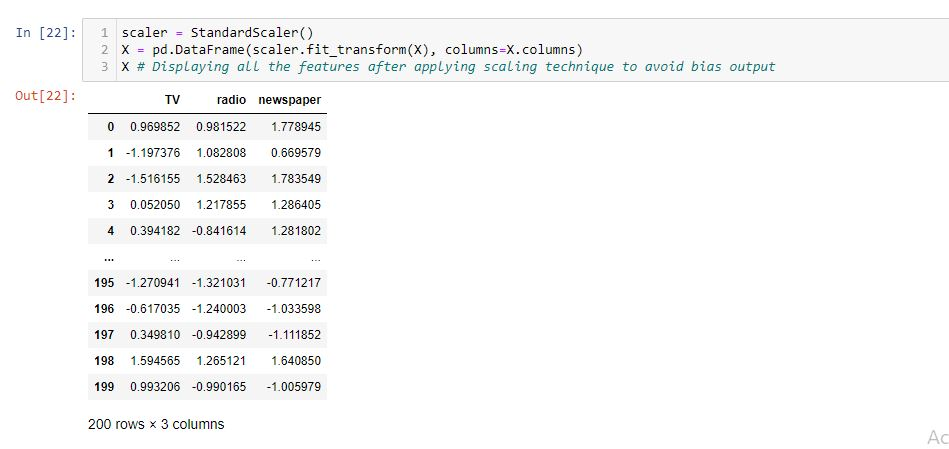 In [22]: 1 scaler = StandardScaler()
2 X = pd.DataFrame(scaler.fit_transform(X), columns=X.columns)
3 X # Displaying all the features after applying scaling technique to avoid bias output
Out[22]:
TV radio newspaper
0 0.969852 0.981522 1.778945
1 -1.197376 1.082808 0.669579
2 -1.516155 1.528463 1.783549
3 0.052050 1.217855 1.286405
4 0.394182 -0.841614 1.281802
... ... ... ...
195 -1.270941 -1.321031 -0.771217
196 -0.617035 -1.240003 -1.033598
197 0.349810 -0.942899 -1.111852
198 1.594565 1.265121 1.640850
199 0.993206 -0.990165 -1.005979
200 rows × 3 columns
Ac